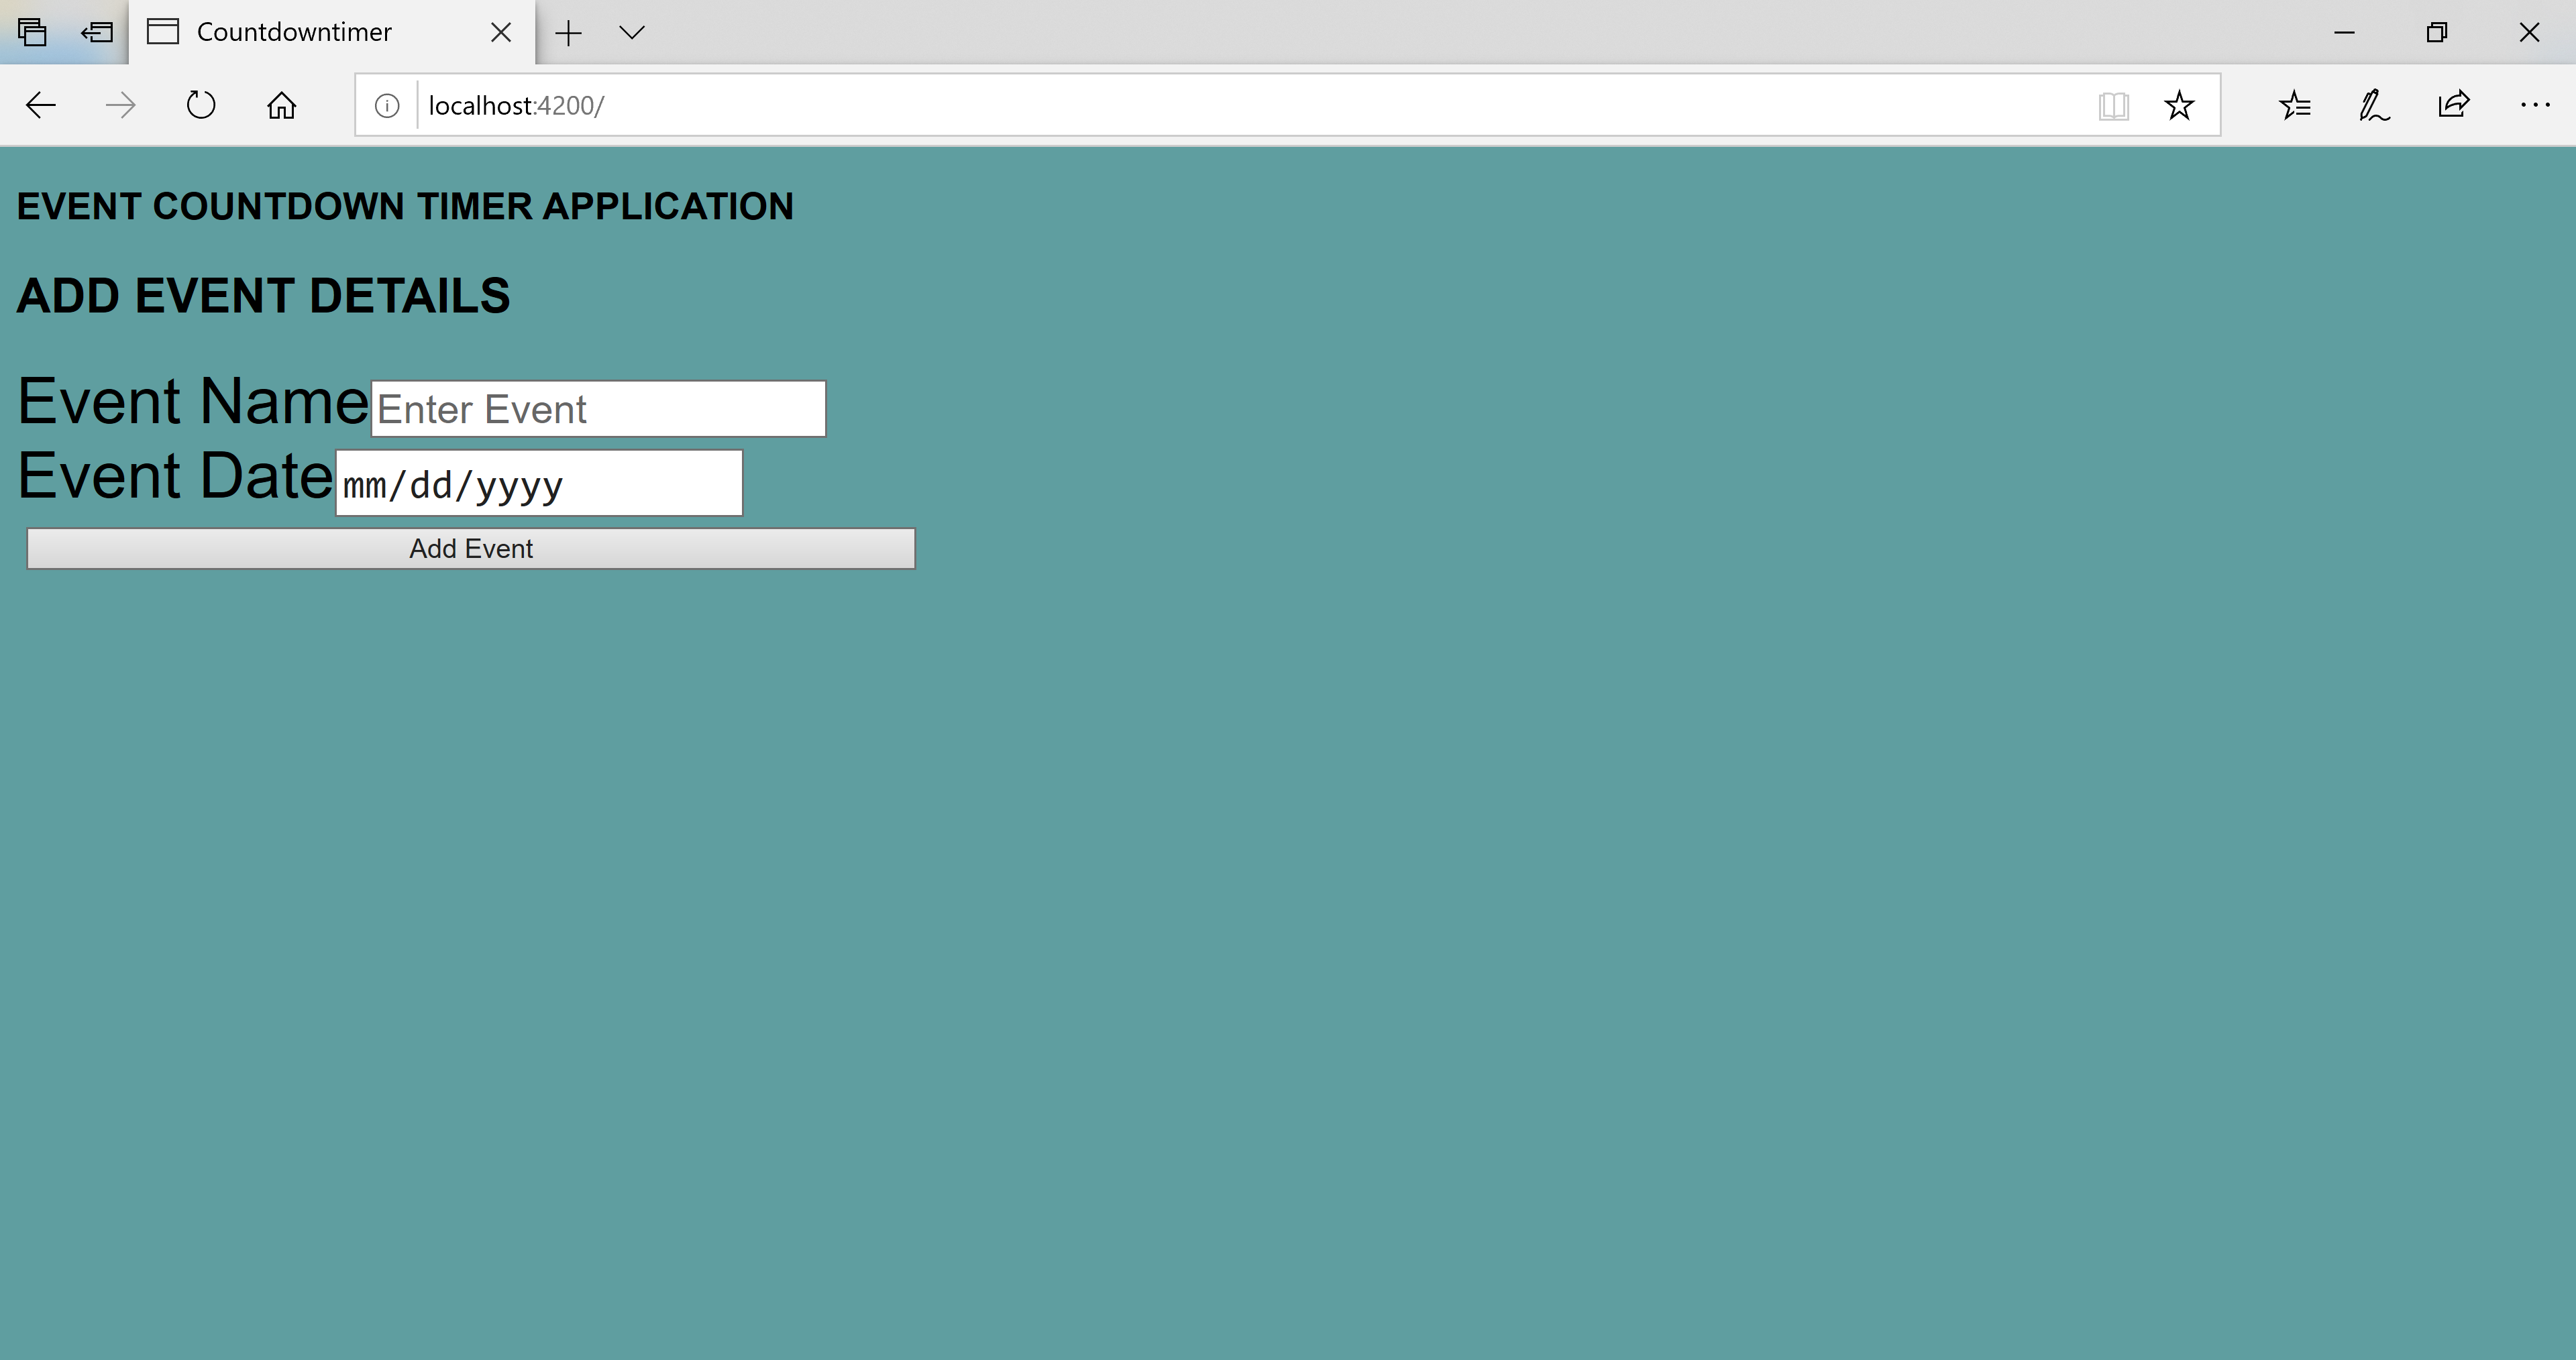 Countdowntimer
localhost:4200/
EVENT COUNTDOWN TIMER APPLICATION
ADD EVENT DETAILS
Event Name Enter Event
Event Date mm/dd/yyyy
Add Event